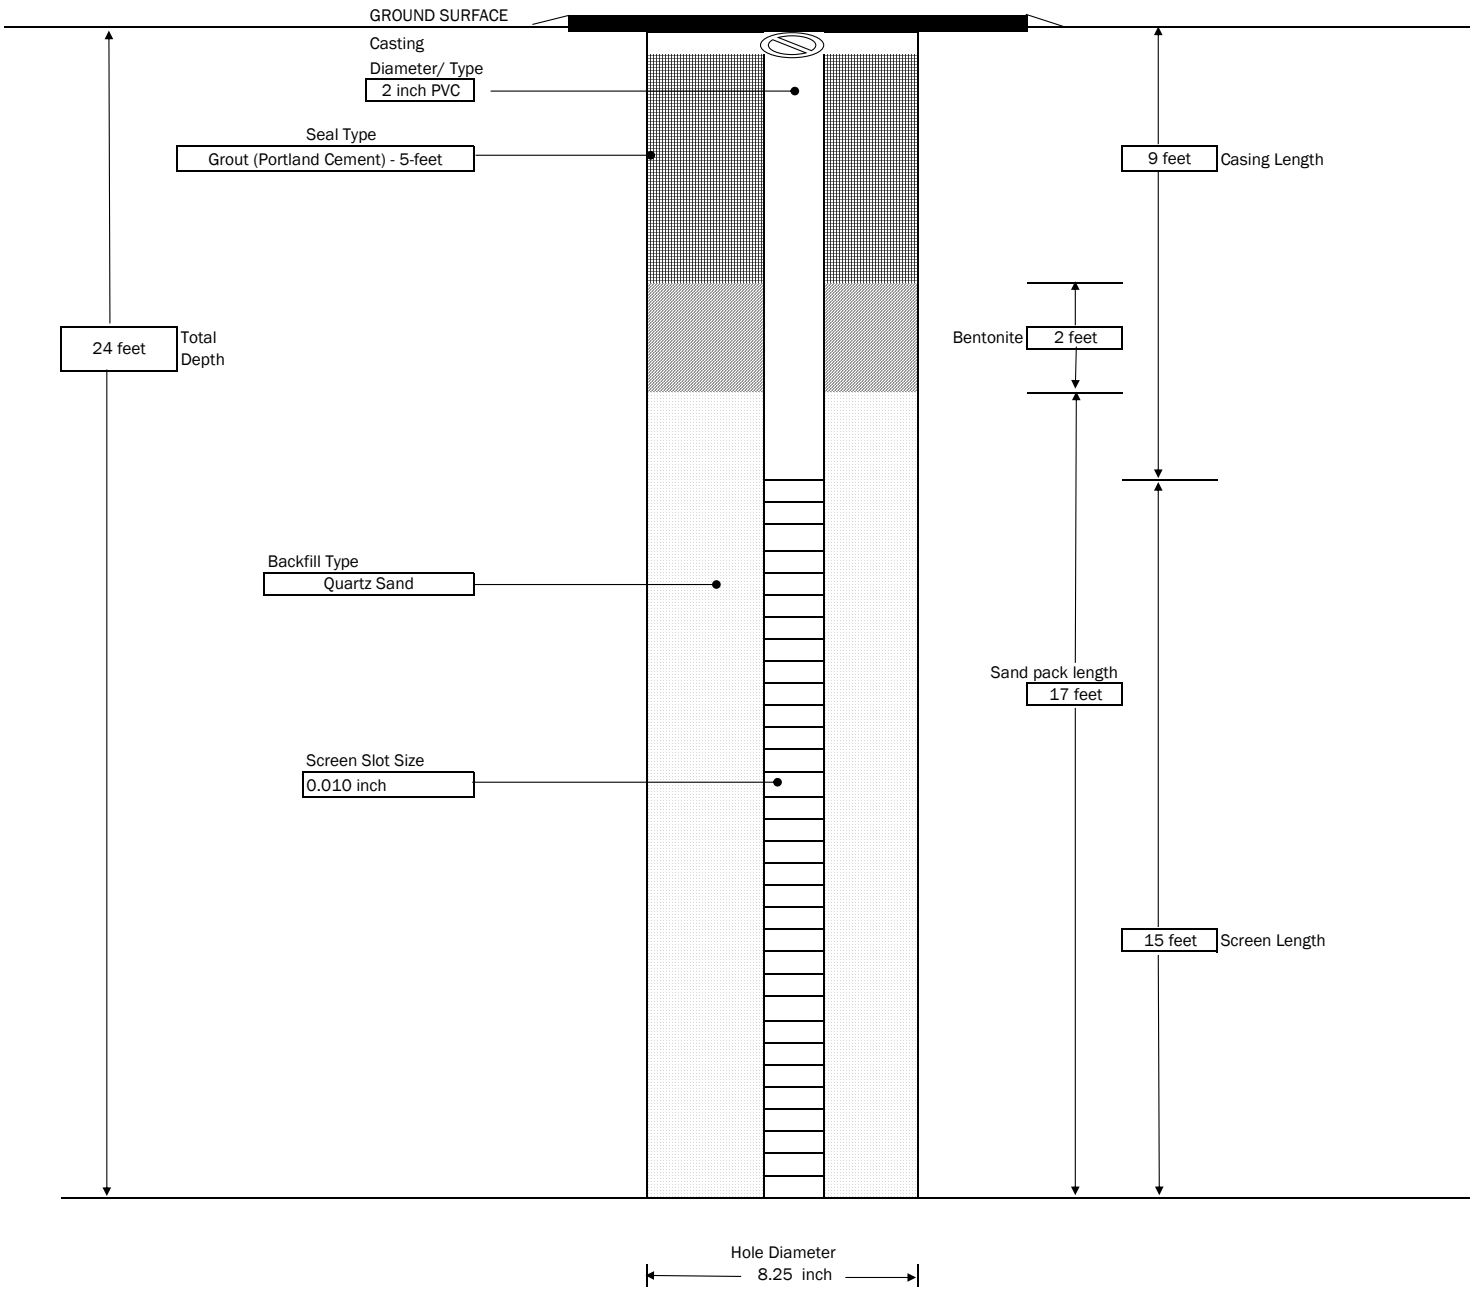 GROUND SURFACE
Casting
Diameter/ Type
2 inch PVC
Seal Type
Grout (Portland Cement) - 5-feet
9 feet Casing Length
24 feet
Total
Depth
Bentonite 2 feet
Backfill Type
Quartz Sand
Sand pack length
17 feet
Screen Slot Size
0.010 inch
15 feet Screen Length
Hole Diameter
8.25 inch